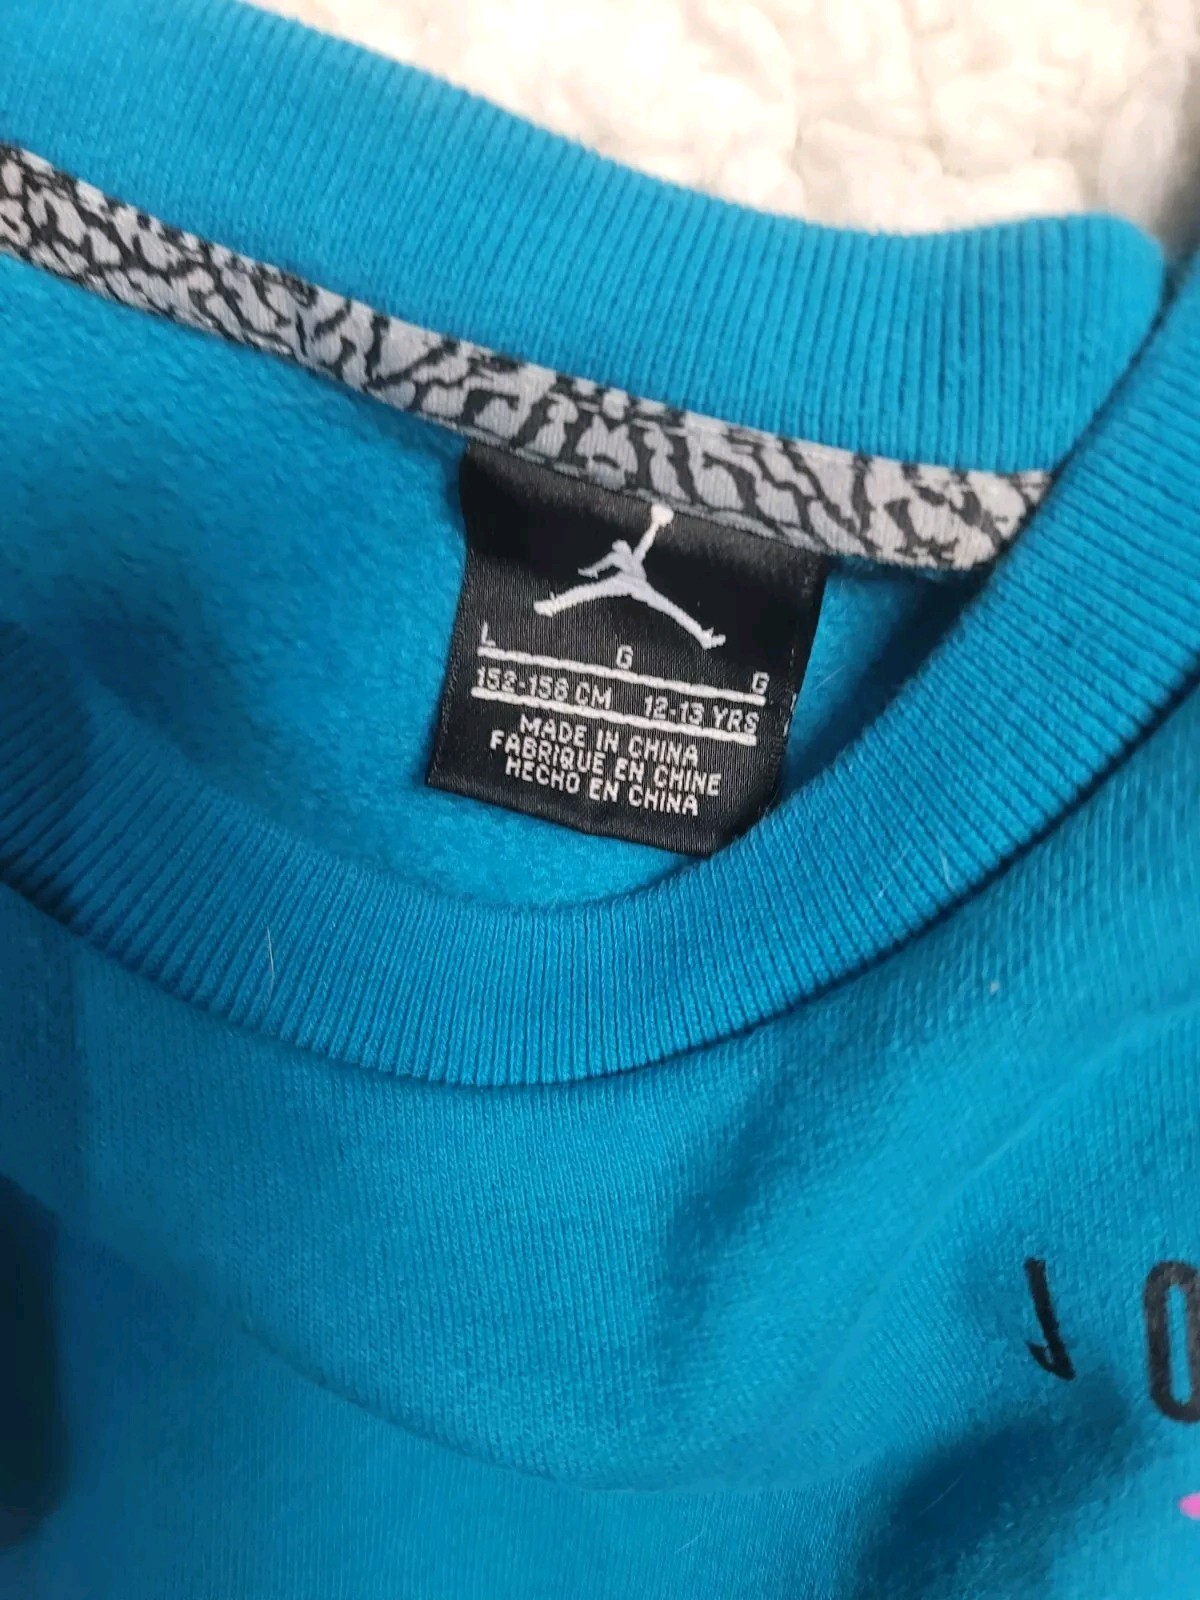 L G G
152-158 CM 12-13 YRS
MADE IN CHINA
FABRIQUE EN CHINE
HECHO EN CHINA
JO